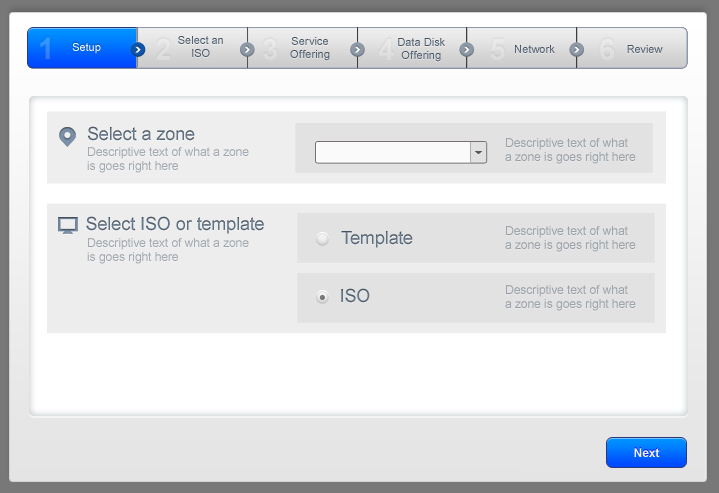 1 Setup
2 Select an
ISO
3 Service
Offering
4 Data Disk
Offering
5 Network
6 Review
Select a zone
Descriptive text of what a zone
is goes right here
Descriptive text of what
a zone is goes right here
Select ISO or template
Descriptive text of what a zone
is goes right here
Template
Descriptive text of what
a zone is goes right here
ISO
Descriptive text of what
a zone is goes right here
Next